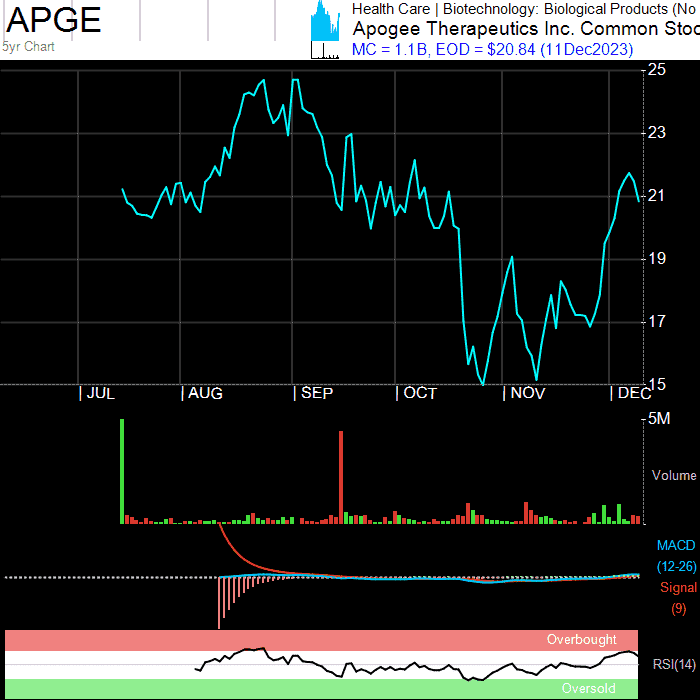 APGE
5yr Chart
Health Care | Biotechnology: Biological Products (No
Apogee Therapeutics Inc. Common Stoc
MC = 1.1B, EOD = $20.84 (11Dec2023)
25
23
21
19
17
15
| JUL | AUG | SEP | OCT | NOV | DEC
5M
Volume
MACD
(12-26)
Signal
(9)
Overbought
RSI(14)
Oversold